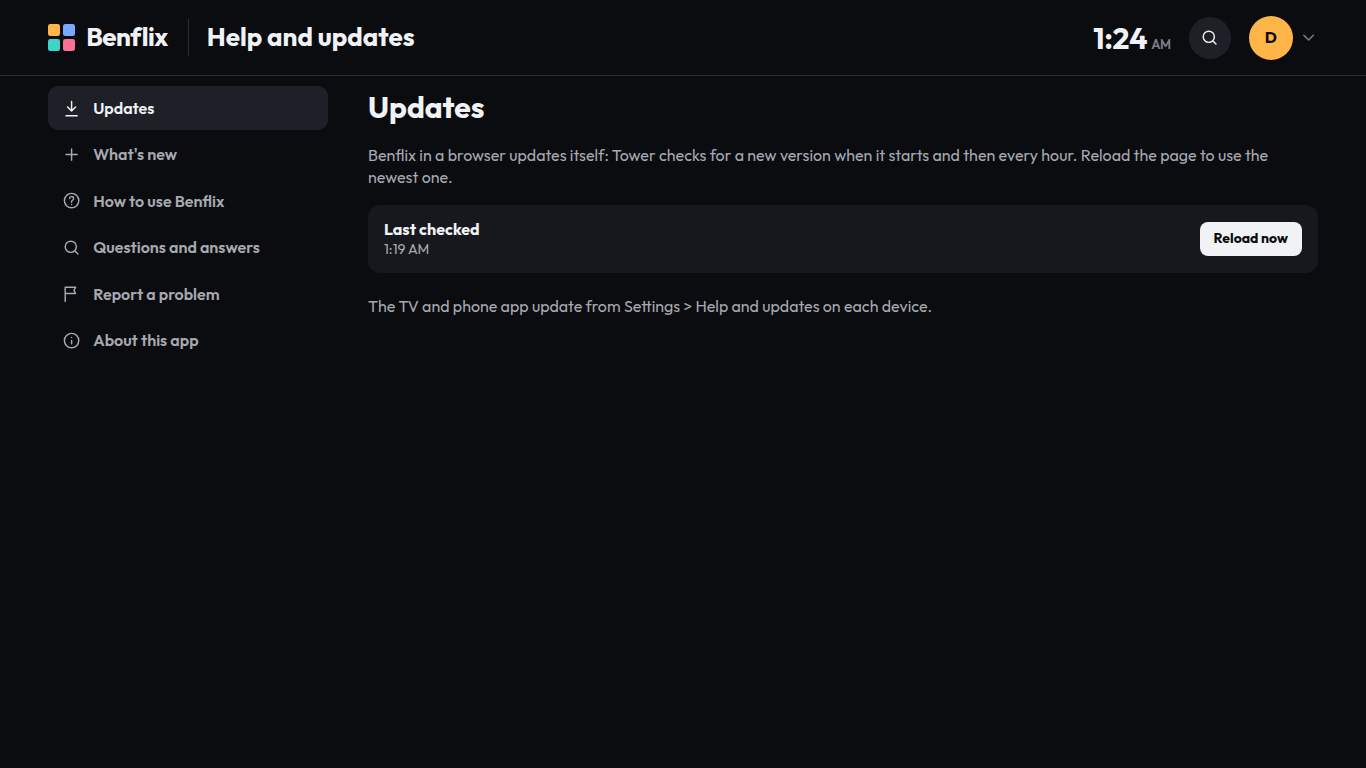 Benflix
Help and updates
1:24 AM
D
Updates
What's new
How to use Benflix
Questions and answers
Report a problem
About this app
Updates
Benflix in a browser updates itself: Tower checks for a new version when it starts and then every hour. Reload the page to use the
newest one.
Last checked
1:19 AM
Reload now
The TV and phone app update from Settings > Help and updates on each device.